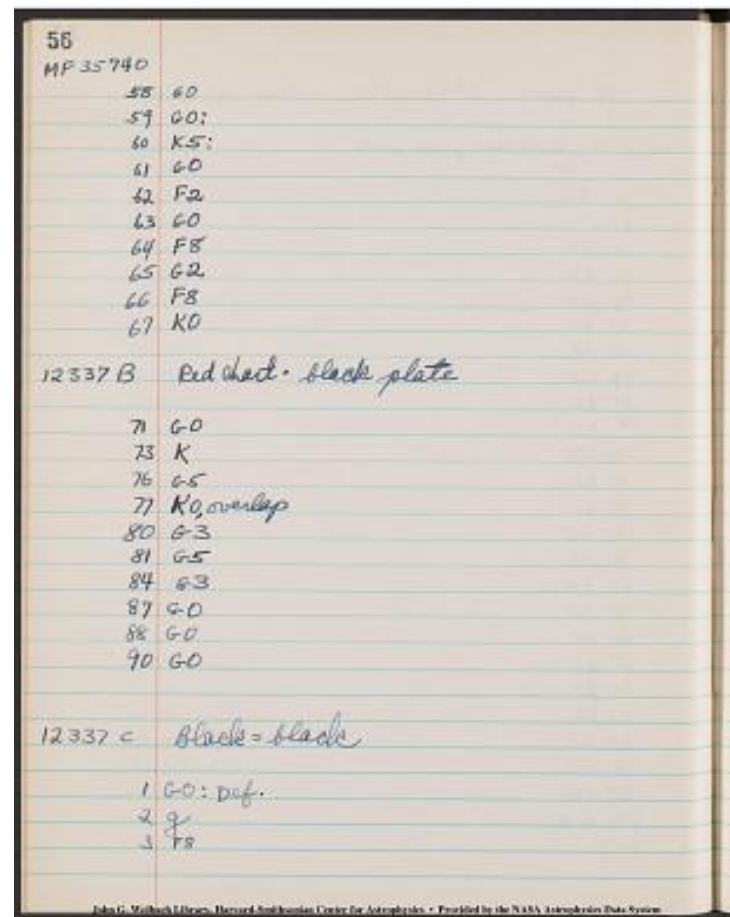 56
MF 35740
58 G0
59 G0:
60 K5:
61 G0
62 F2
63 G0
64 F8
65 G2
66 F8
67 K0
12337 B Red chart - black plate
71 G0
73 K
76 G5
77 K0, overlap
80 G3
81 G5
84 G3
87 G0
88 G0
90 G0
12337 c Black = black
1 G0: Def.
2 g
3 F8
John G. Wolbach Library, Harvard-Smithsonian Center for Astrophysics • Provided by the NASA Astrophysics Data System